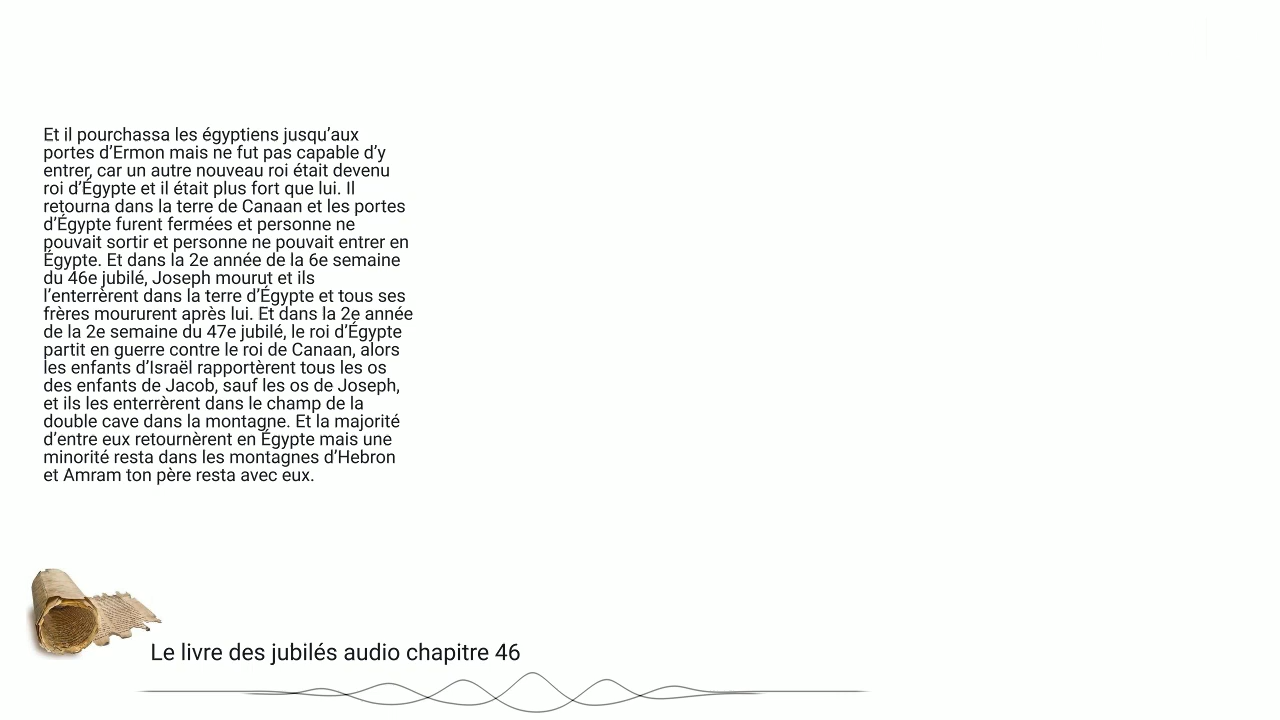 Et il pourchassa les égyptiens jusqu’aux
portes d’Ermon mais ne fut pas capable d’y
entrer, car un autre nouveau roi était devenu
roi d’Égypte et il était plus fort que lui. Il
retourna dans la terre de Canaan et les portes
d’Égypte furent fermées et personne ne
pouvait sortir et personne ne pouvait entrer en
Égypte. Et dans la 2e année de la 6e semaine
du 46e jubilé, Joseph mourut et ils
l’enterrèrent dans la terre d’Égypte et tous ses
frères moururent après lui. Et dans la 2e année
de la 2e semaine du 47e jubilé, le roi d’Égypte
partit en guerre contre le roi de Canaan, alors
les enfants d’Israël rapportèrent tous les os
des enfants de Jacob, sauf les os de Joseph,
et ils les enterrèrent dans le champ de la
double cave dans la montagne. Et la majorité
d’entre eux retournèrent en Égypte mais une
minorité resta dans les montagnes d’Hebron
et Amram ton père resta avec eux.
Le livre des jubilés audio chapitre 46